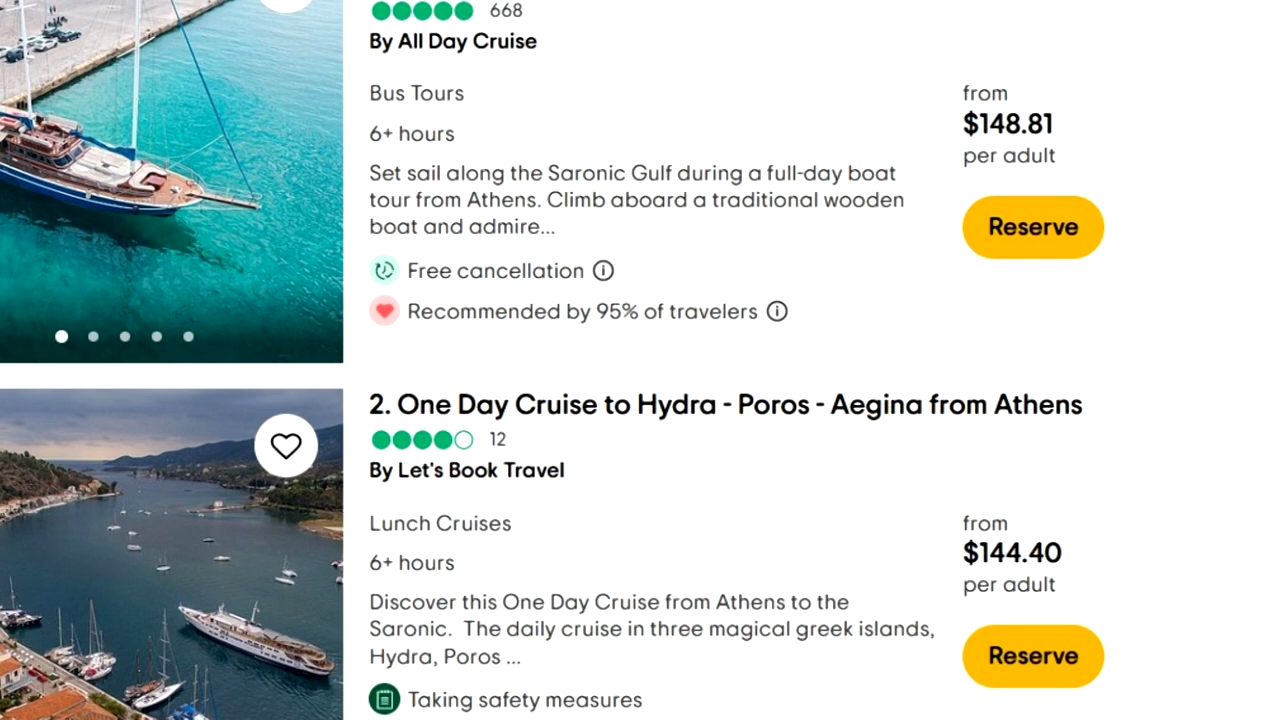 668
By All Day Cruise
Bus Tours
from
6+ hours
$148.81
per adult
Set sail along the Saronic Gulf during a full-day boat
tour from Athens. Climb aboard a traditional wooden
boat and admire...
Reserve
Free cancellation
Recommended by 95% of travelers
2. One Day Cruise to Hydra - Poros - Aegina from Athens
12
By Let's Book Travel
Lunch Cruises
from
6+ hours
$144.40
per adult
Discover this One Day Cruise from Athens to the
Saronic.  The daily cruise in three magical greek islands,
Hydra, Poros ...
Reserve
Taking safety measures